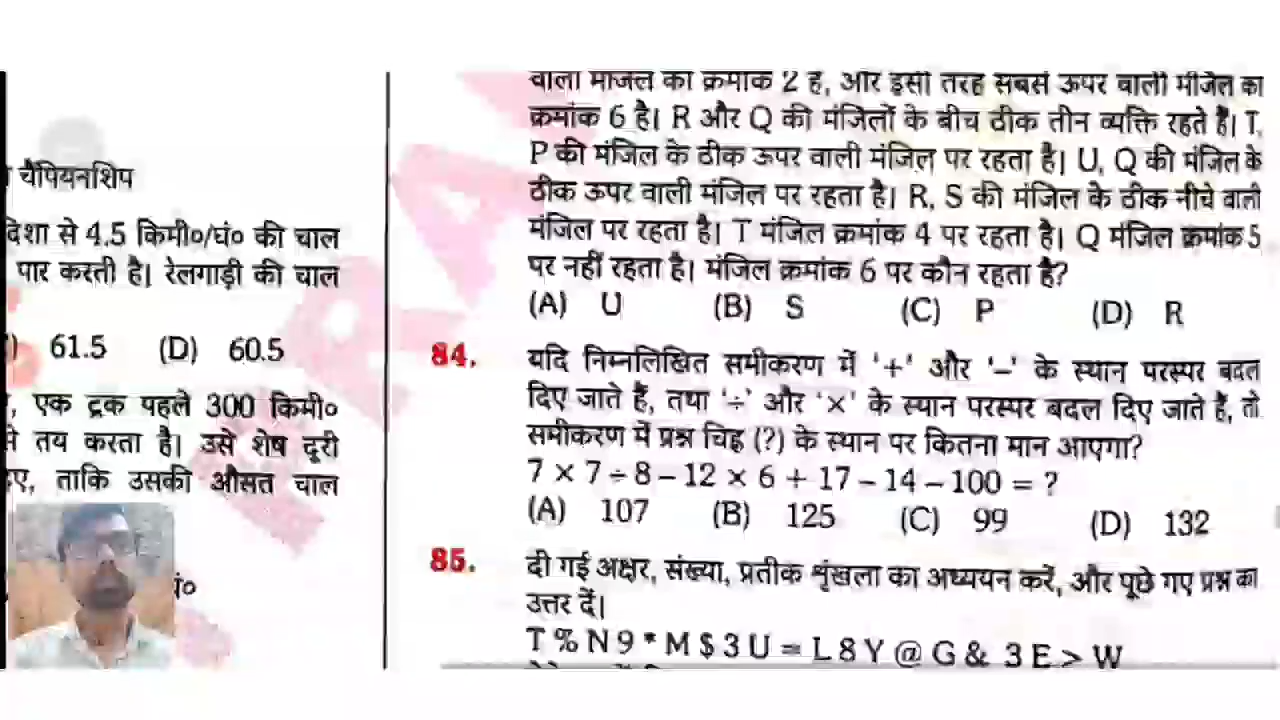 चैंपियनशिप
दिशा से 4.5 किमी०/घं० की चाल
पार करती है। रेलगाड़ी की चाल
61.5 (D) 60.5
एक ट्रक पहले 300 किमी०
से तय करता है। उसे शेष दूरी
ताकि उसकी औसत चाल
वाली मंजिल का क्रमांक 2 है, और इसी तरह सबसे ऊपर वाली मंजिल का
क्रमांक 6 है। R और Q की मंजिलों के बीच ठीक तीन व्यक्ति रहते हैं। T,
P की मंजिल के ठीक ऊपर वाली मंजिल पर रहता है। U, Q की मंजिल के
ठीक ऊपर वाली मंजिल पर रहता है। R, S की मंजिल के ठीक नीचे वाली
मंजिल पर रहता है। T मंजिल क्रमांक 4 पर रहता है। Q मंजिल क्रमांक 5
पर नहीं रहता है। मंजिल क्रमांक 6 पर कौन रहता है?
(A) U (B) S (C) P (D) R
84. यदि निम्नलिखित समीकरण में '+' और '–' के स्थान परस्पर बदल
दिए जाते हैं, तथा '÷' और '×' के स्थान परस्पर बदल दिए जाते हैं, तो
समीकरण में प्रश्न चिह्न (?) के स्थान पर कितना मान आएगा?
7 × 7 ÷ 8 – 12 × 6 + 17 – 14 – 100 = ?
(A) 107 (B) 125 (C) 99 (D) 132
85. दी गई अक्षर, संख्या, प्रतीक शृंखला का अध्ययन करें, और पूछे गए प्रश्न का
उत्तर दें।
T % N 9 * M $ 3 U = L 8 Y @ G & 3 E > W